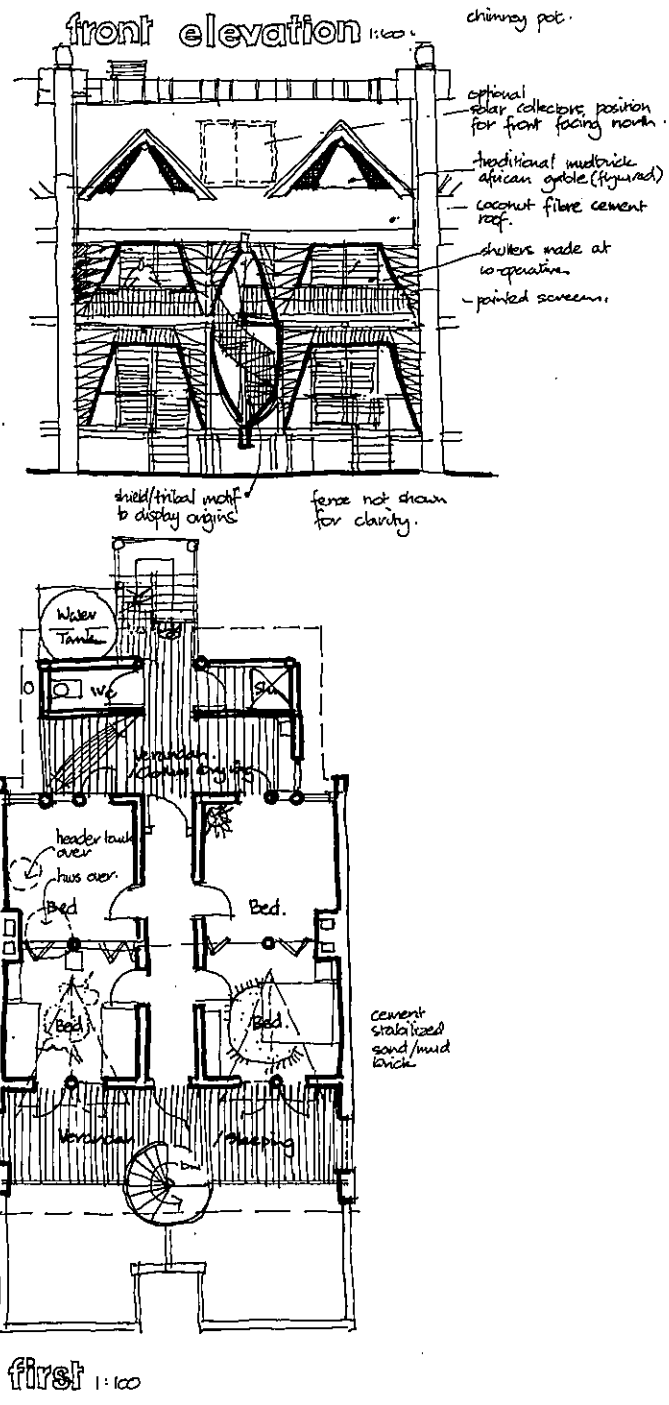 front elevation 1:100.
chimney pot.
optional
solar collectors position
for front facing north.
traditional mudbrick
african gable (flywired)
coconut fibre cement
roof.
shutters made at
co-operative
painted screens.
shield/tribal motif
to display origins
fence not shown
for clarity.
Water
Tank
WC
Sh
verandah
/clothes drying
header tank
over
hws over.
Bed
Bed.
Bed
Bed.
cement
stabilized
sand/mud
brick
Verandah / sleeping
first 1:100